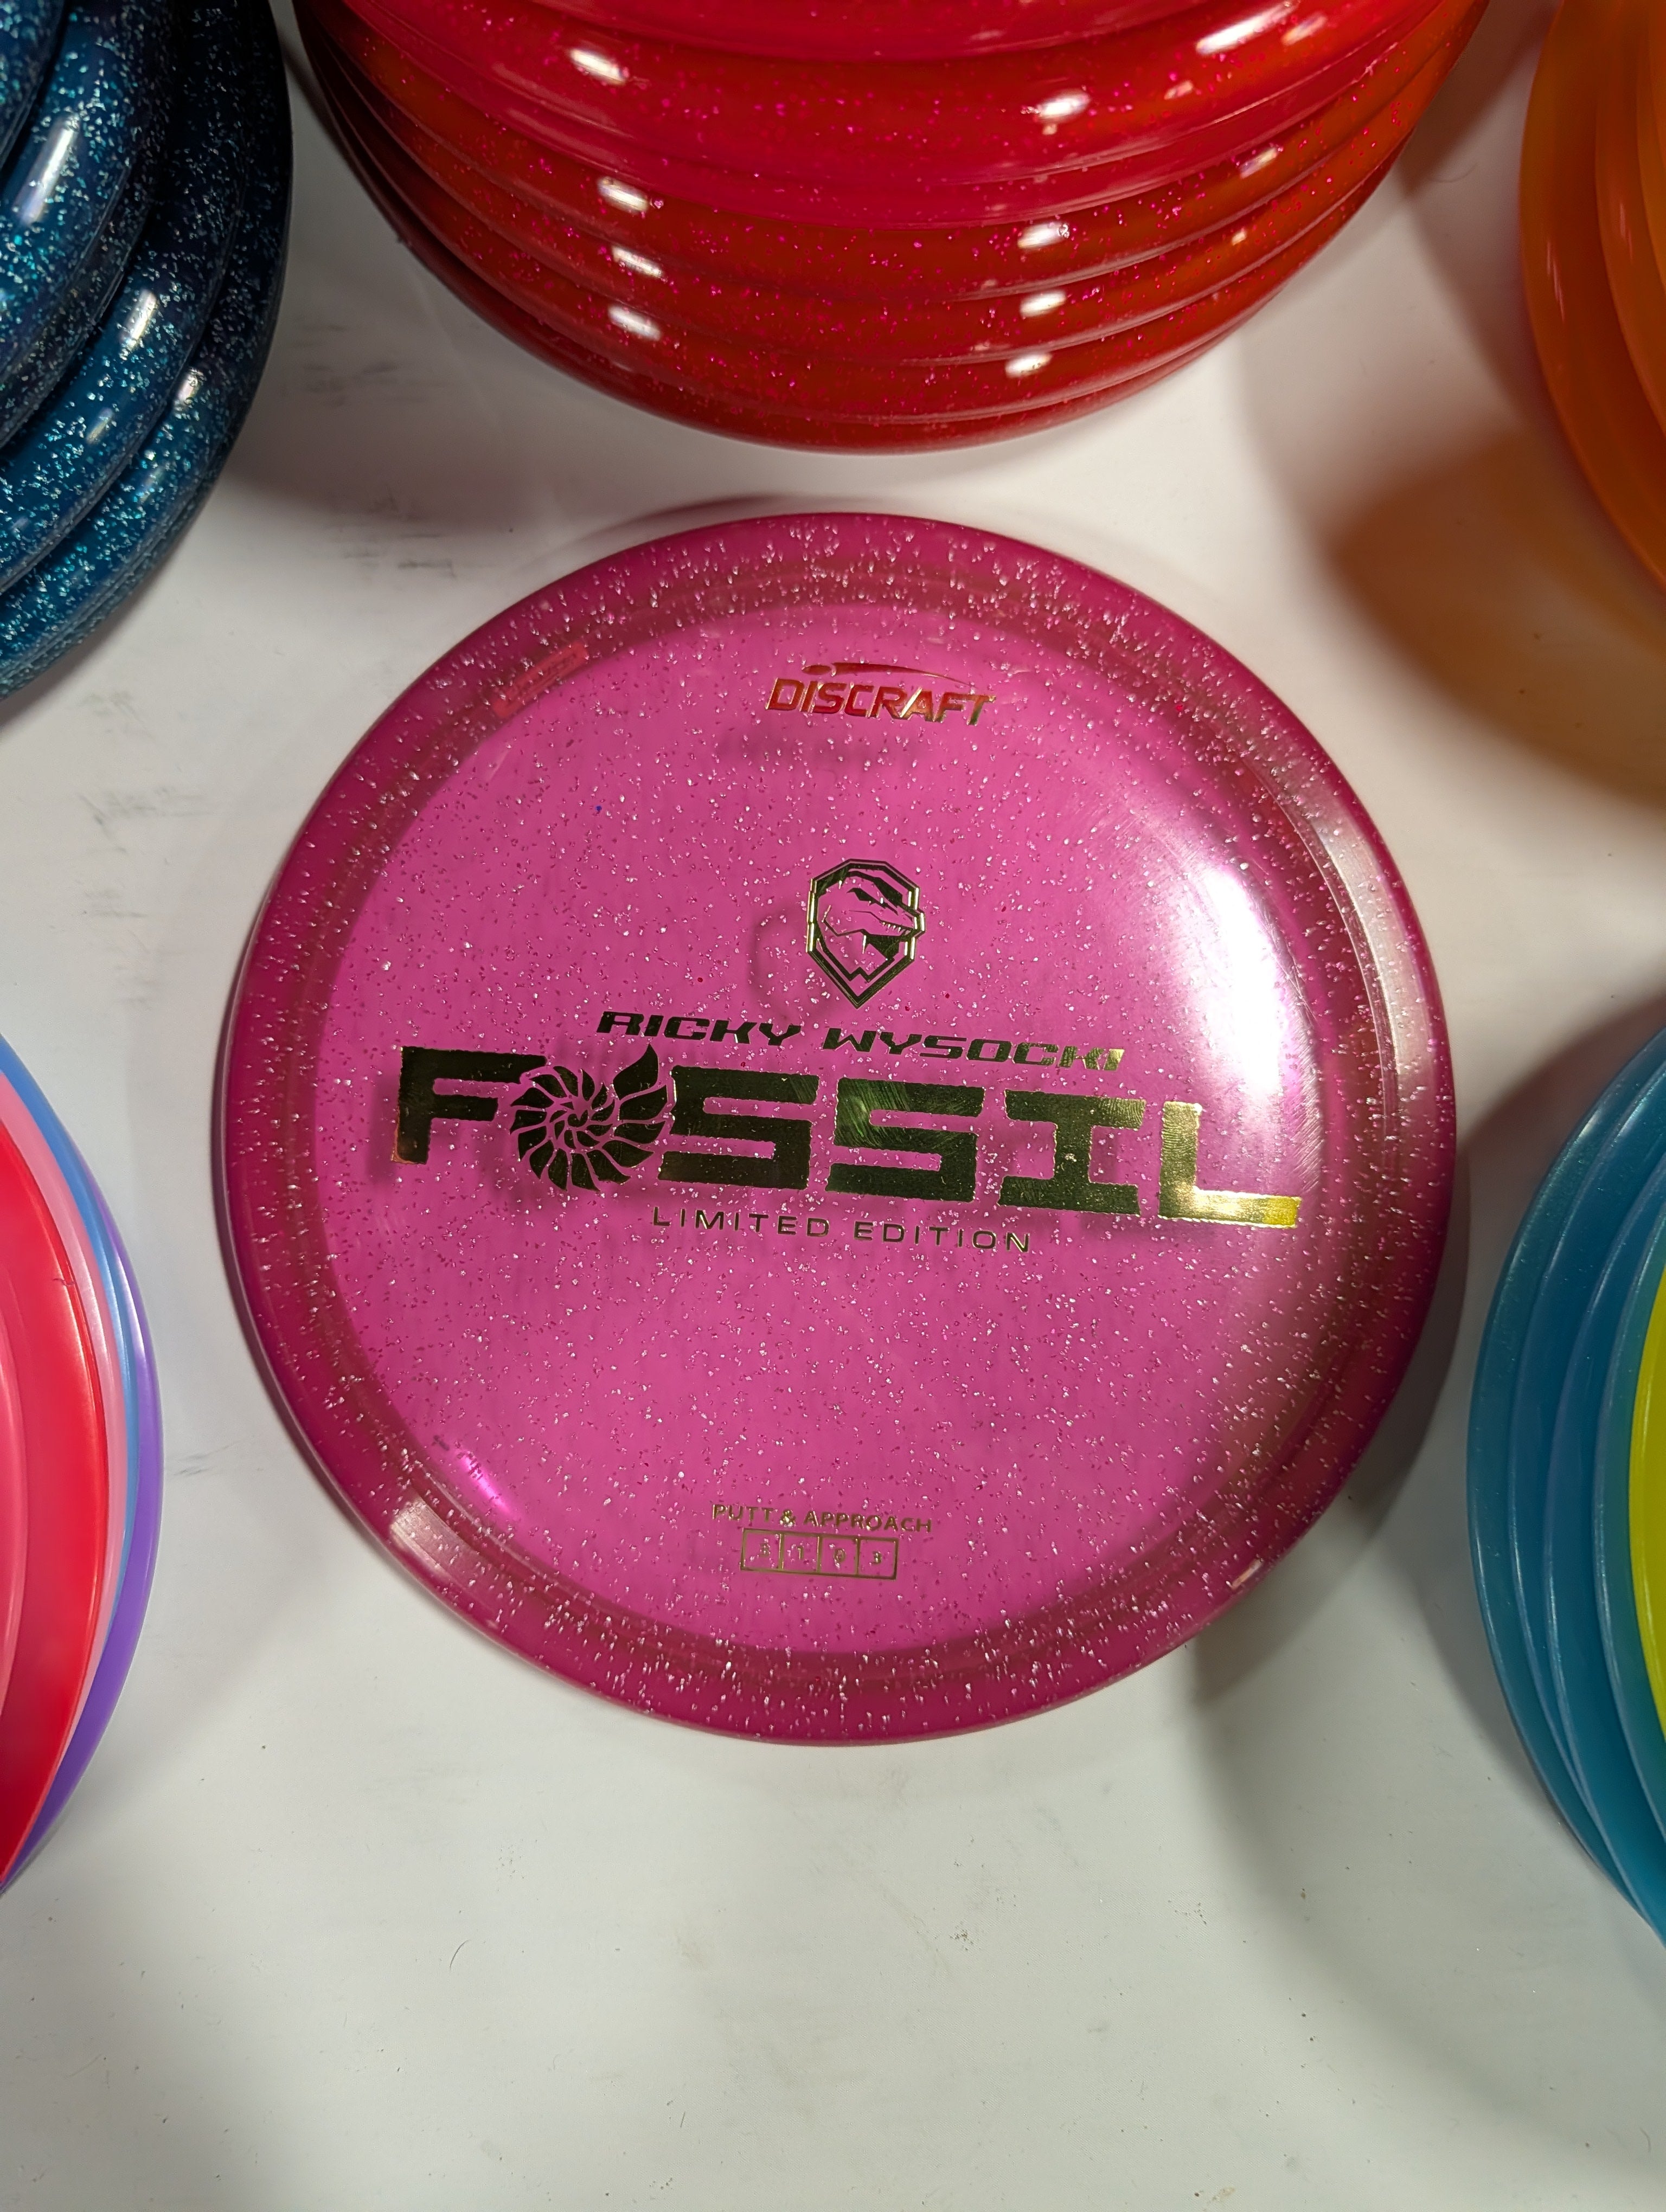 DISCRAFT
RICKY WYSOCKI
FOSSIL
LIMITED EDITION
PUTT & APPROACH